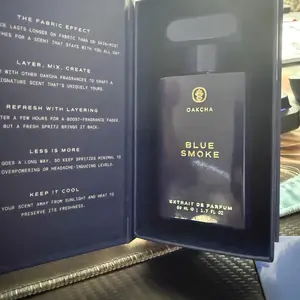 THE FABRIC EFFECT
LASTS LONGER ON FABRIC THAN ON
FOR A SCENT THAT STAYS WITH YOU ALL DAY
LAYER, MIX, CREATE
WITH OTHER OAKCHA FRAGRANCES TO CRAFT A
SIGNATURE SCENT THAT'S UNIQUELY YOURS
REFRESH WITH LAYERING
AFTER A FEW HOURS FOR A BOOST-FRAGRANCE FADES,
BUT A FRESH SPRITZ BRINGS IT BACK.
LESS IS MORE
GOES A LONG WAY, SO KEEP SPRITZES MINIMAL TO
OVERPOWERING OR HEADACHE-INDUCING LEVELS.
KEEP IT COOL
YOUR SCENT AWAY FROM SUNLIGHT AND HEAT TO
PRESERVE ITS FRESHNESS.
OAKCHA
BLUE
SMOKE
EXTRAIT DE PARFUM
50 ML ℮ | 1.7 FL OZ